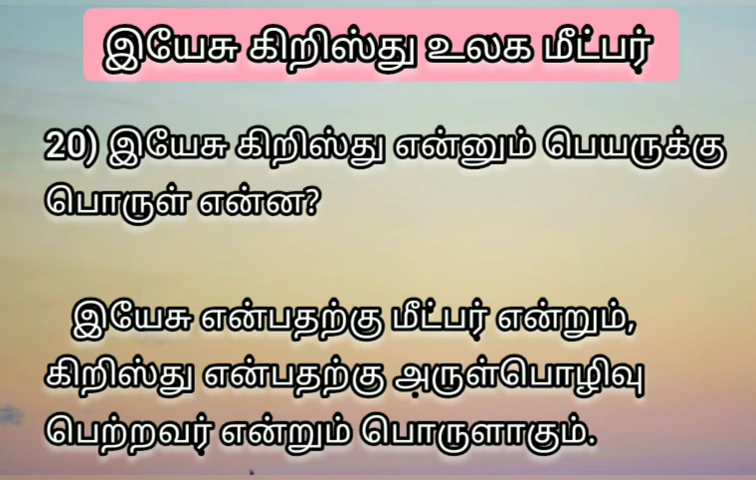 இயேசு கிறிஸ்து உலக மீட்பர்
20) இயேசு கிறிஸ்து என்னும் பெயருக்கு
பொருள் என்ன?
இயேசு என்பதற்கு மீட்பர் என்றும்,
கிறிஸ்து என்பதற்கு அருள்பொழிவு
பெற்றவர் என்றும் பொருளாகும்.